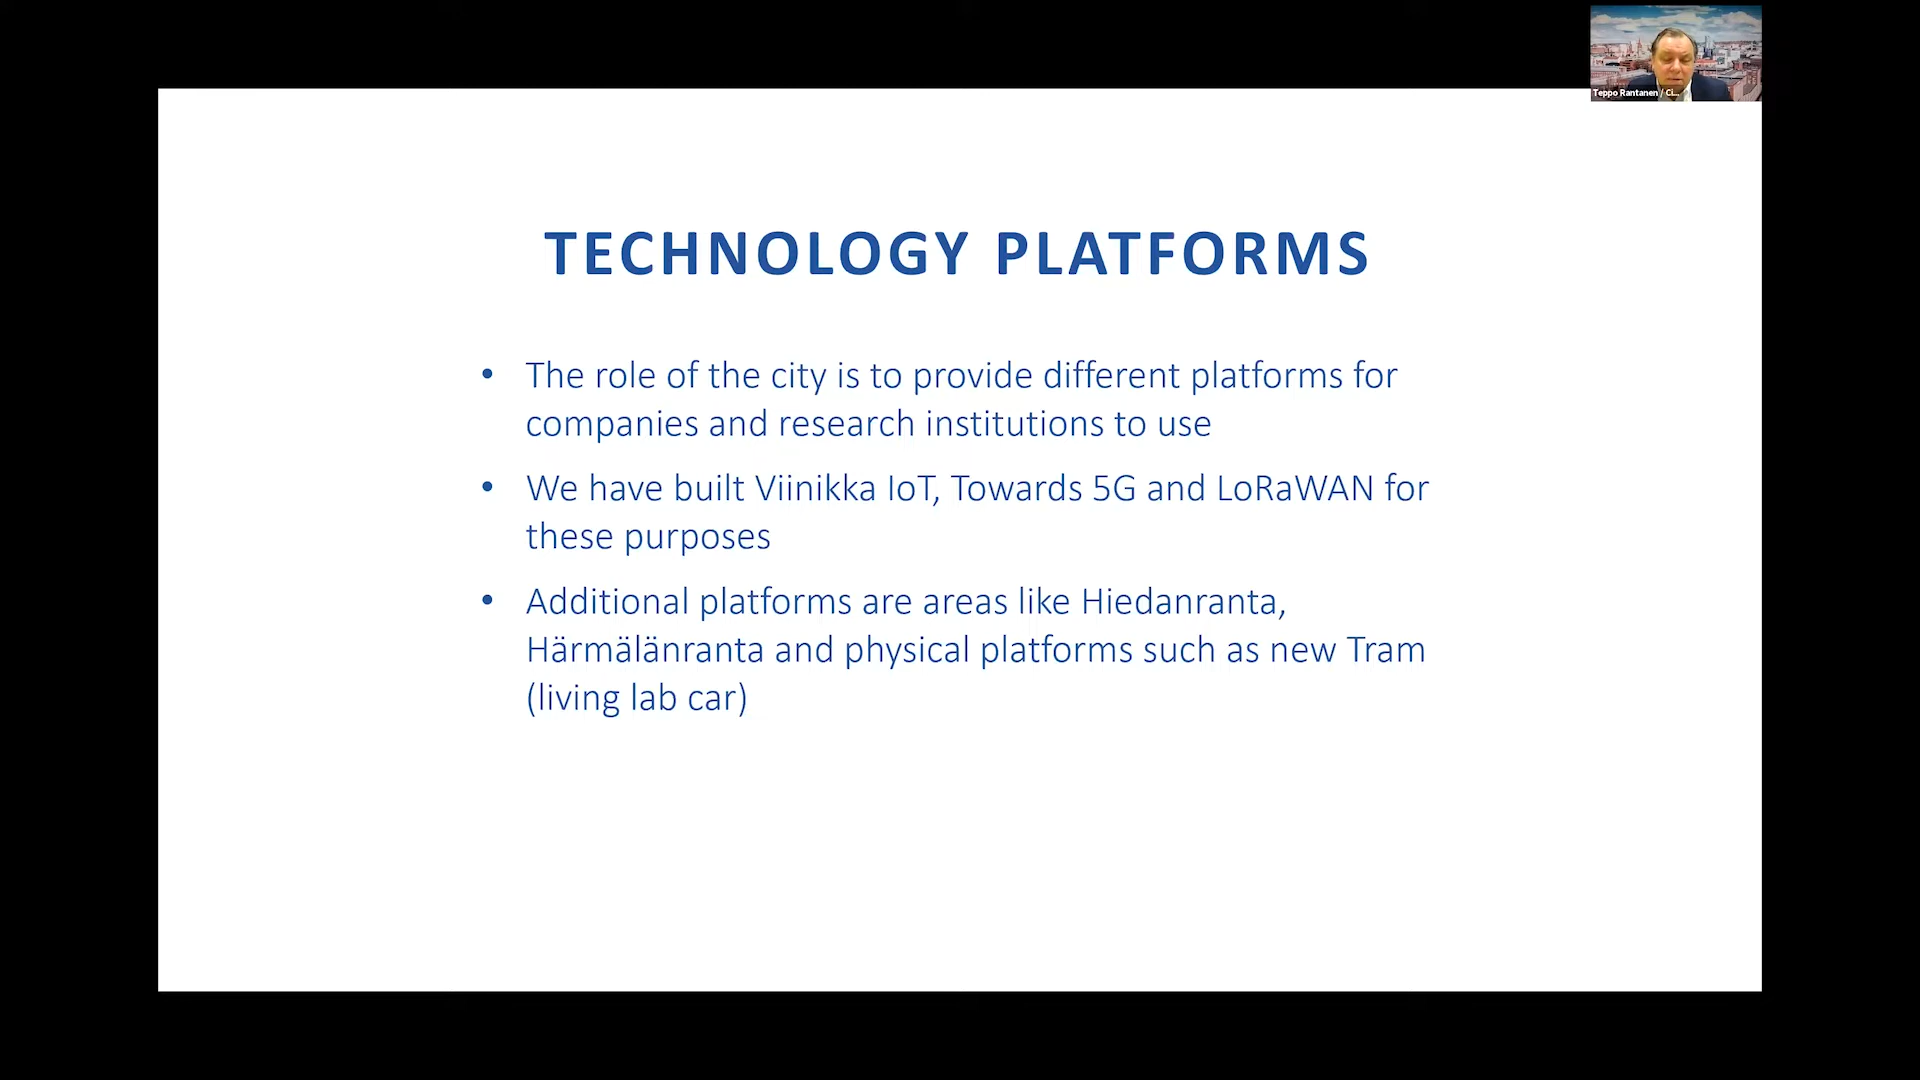 Teppo Rantanen / Ci...
TECHNOLOGY PLATFORMS
• The role of the city is to provide different platforms for
companies and research institutions to use
• We have built Viinikka IoT, Towards 5G and LoRaWAN for
these purposes
• Additional platforms are areas like Hiedanranta,
Härmälänranta and physical platforms such as new Tram
(living lab car)